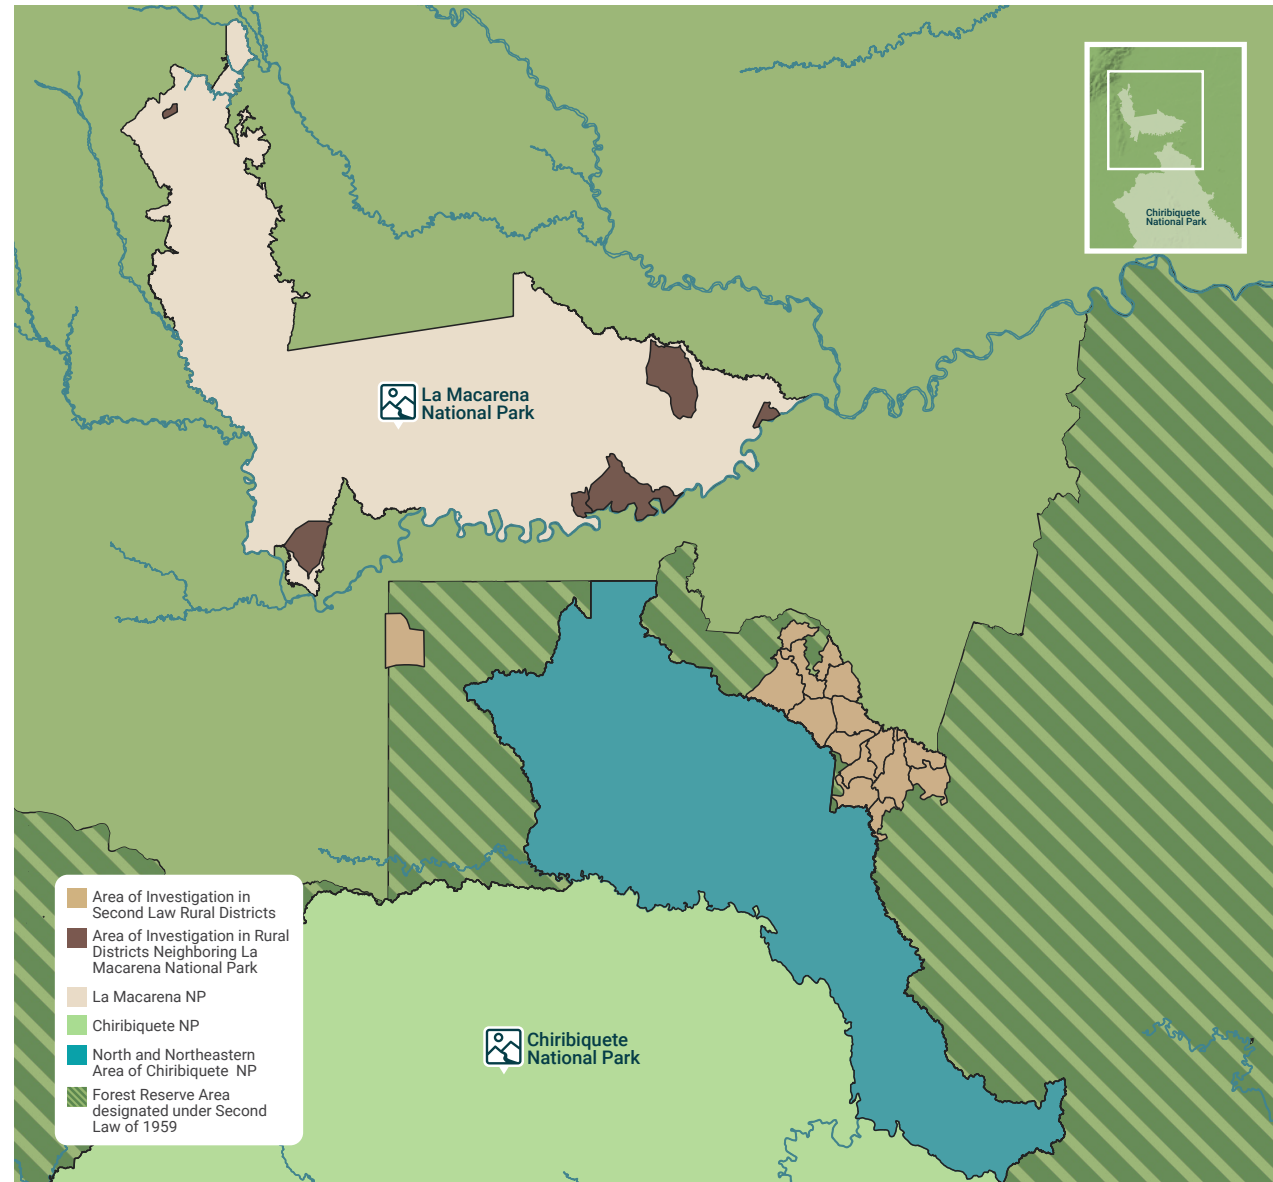 Chiribiquete
National Park
La Macarena
National Park
Area of Investigation in
Second Law Rural Districts
Area of Investigation in Rural
Districts Neighboring La
Macarena National Park
La Macarena NP
Chiribiquete NP
North and Northeastern
Area of Chiribiquete NP
Forest Reserve Area
designated under Second
Law of 1959
Chiribiquete
National Park